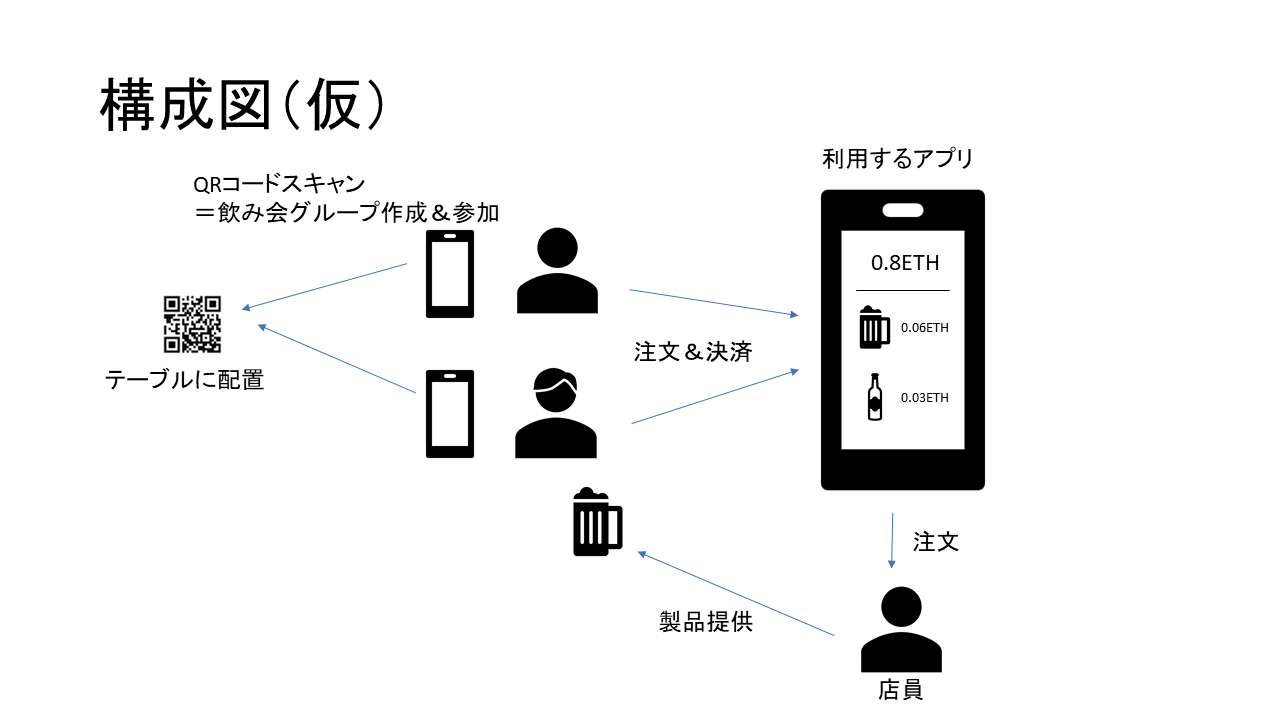 構成図（仮）
QRコードスキャン
＝飲み会グループ作成＆参加
テーブルに配置
注文＆決済
利用するアプリ
0.8ETH
0.06ETH
0.03ETH
注文
製品提供
店員